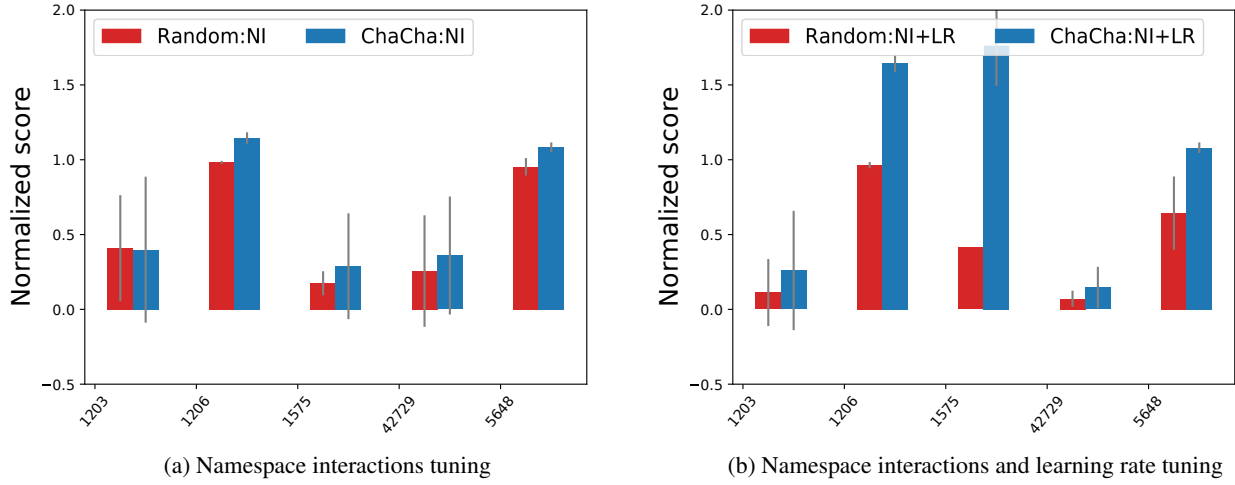 2.0
1.5
1.0
0.5
0.0
−0.5
Normalized score
Random:NI
ChaCha:NI
1203
1206
1575
42729
5648
(a) Namespace interactions tuning
2.0
1.5
1.0
0.5
0.0
−0.5
Normalized score
Random:NI+LR
ChaCha:NI+LR
1203
1206
1575
42729
5648
(b) Namespace interactions and learning rate tuning